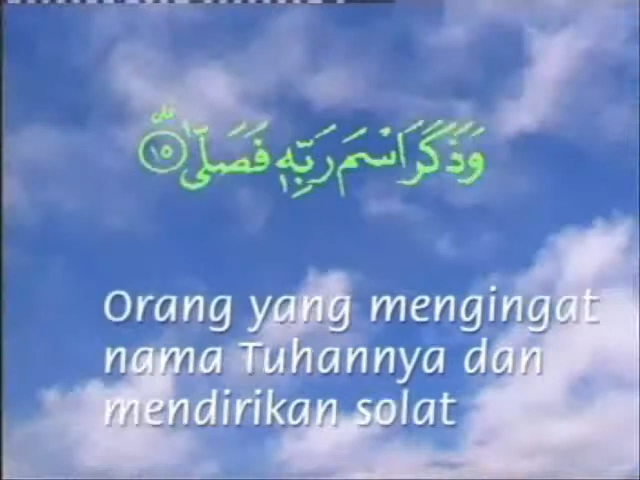 وَذَكَرَ اسْمَ رَبِّهِ فَصَلَّىٰ ١٥
Orang yang mengingat
nama Tuhannya dan
mendirikan solat